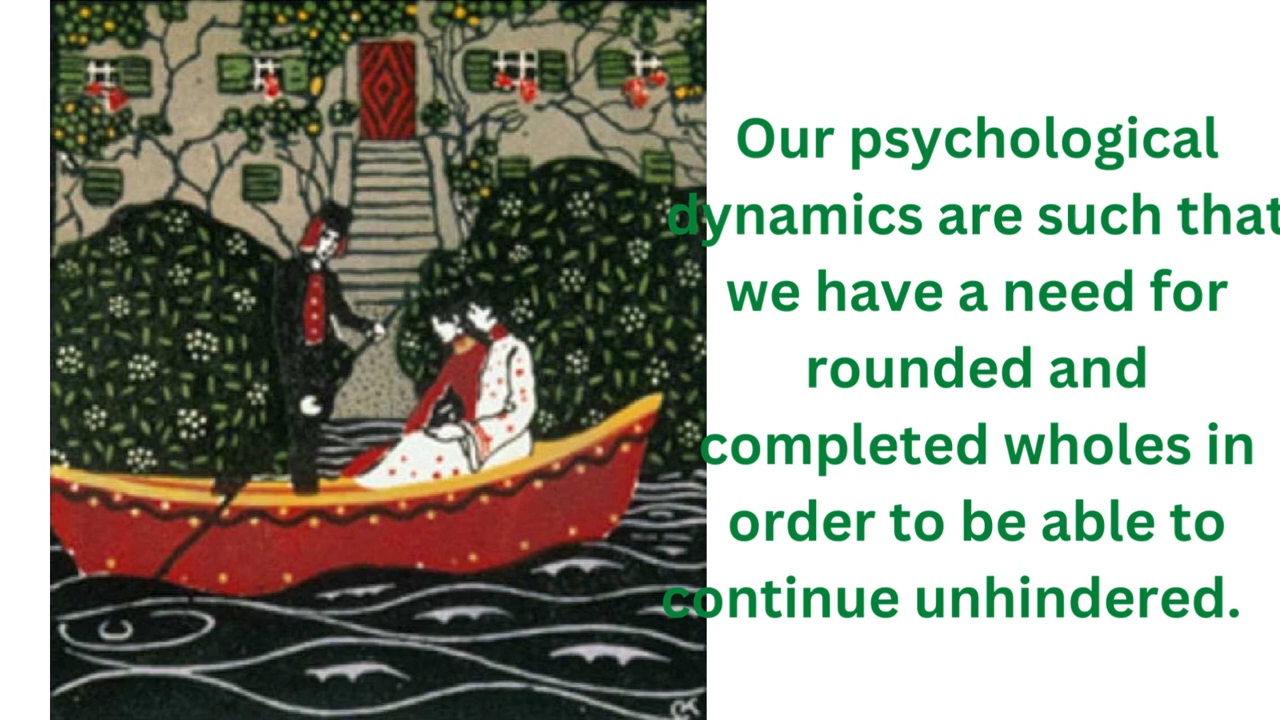 Our psychological
dynamics are such that
we have a need for
rounded and
completed wholes in
order to be able to
continue unhindered.